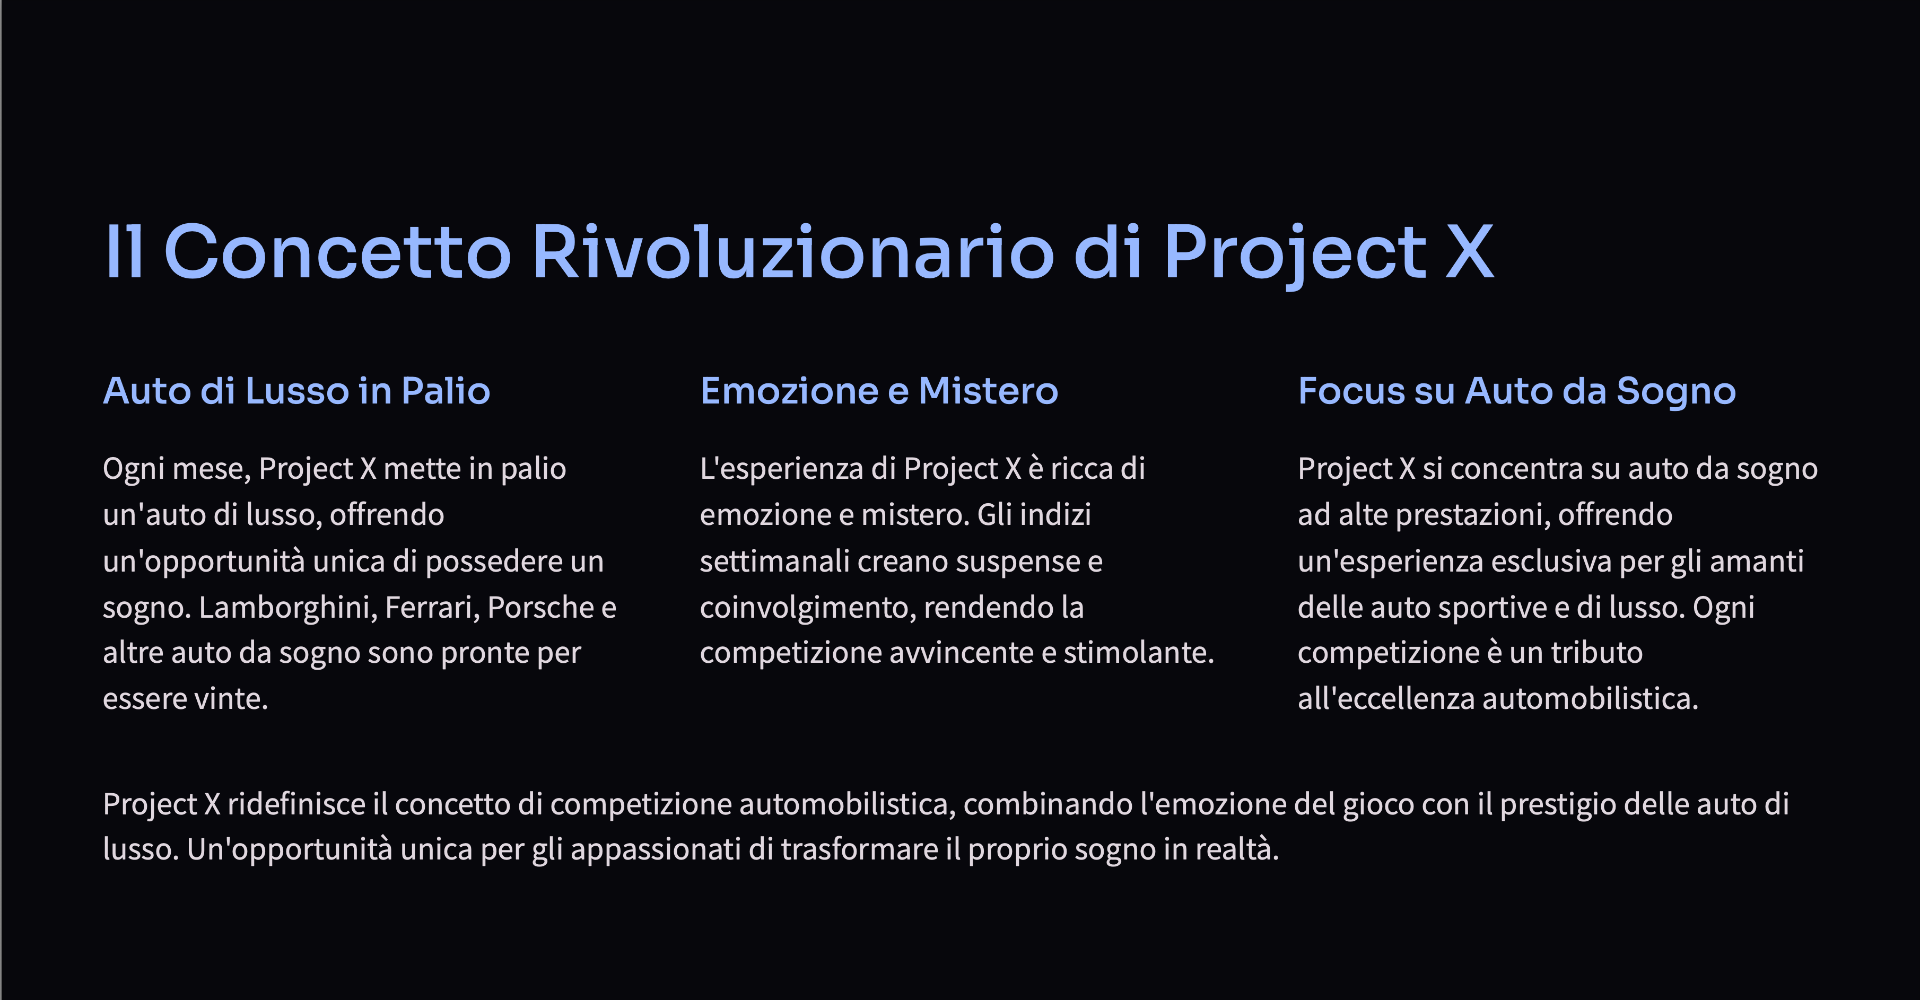 Il Concetto Rivoluzionario di Project X
Auto di Lusso in Palio
Ogni mese, Project X mette in palio
un'auto di lusso, offrendo
un'opportunità unica di possedere un
sogno. Lamborghini, Ferrari, Porsche e
altre auto da sogno sono pronte per
essere vinte.
Emozione e Mistero
L'esperienza di Project X è ricca di
emozione e mistero. Gli indizi
settimanali creano suspense e
coinvolgimento, rendendo la
competizione avvincente e stimolante.
Focus su Auto da Sogno
Project X si concentra su auto da sogno
ad alte prestazioni, offrendo
un'esperienza esclusiva per gli amanti
delle auto sportive e di lusso. Ogni
competizione è un tributo
all'eccellenza automobilistica.
Project X ridefinisce il concetto di competizione automobilistica, combinando l'emozione del gioco con il prestigio delle auto di
lusso. Un'opportunità unica per gli appassionati di trasformare il proprio sogno in realtà.